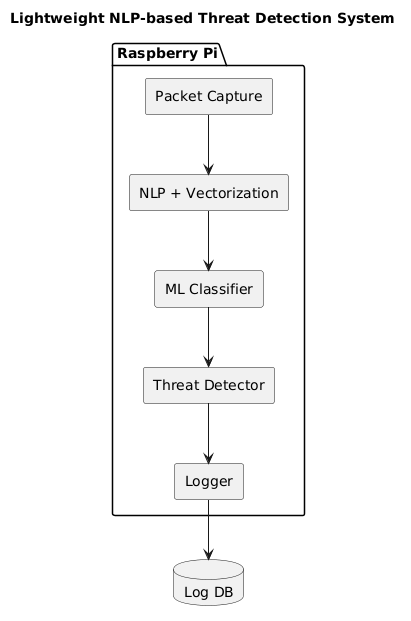 Lightweight NLP-based Threat Detection System
Raspberry Pi
Packet Capture
NLP + Vectorization
ML Classifier
Threat Detector
Logger
Log DB